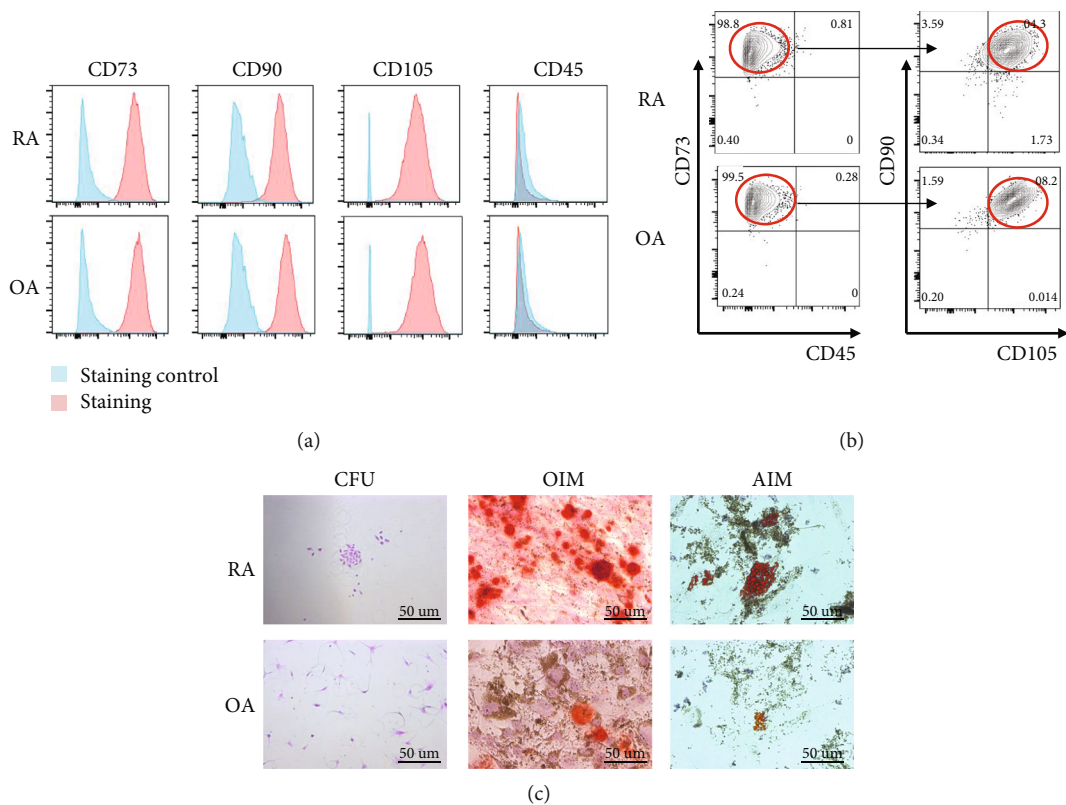 CD73 CD90 CD105 CD45
RA
OA
Staining control
Staining
(a)
98.8 0.81
0.40 0
3.59 04.3
0.34 1.73
RA
99.5 0.28
0.24 0
1.59 08.2
0.20 0.014
OA
CD73
CD90
CD45
CD105
(b)
CFU OIM AIM
RA
50 um 50 um 50 um
OA
50 um 50 um 50 um
(c)